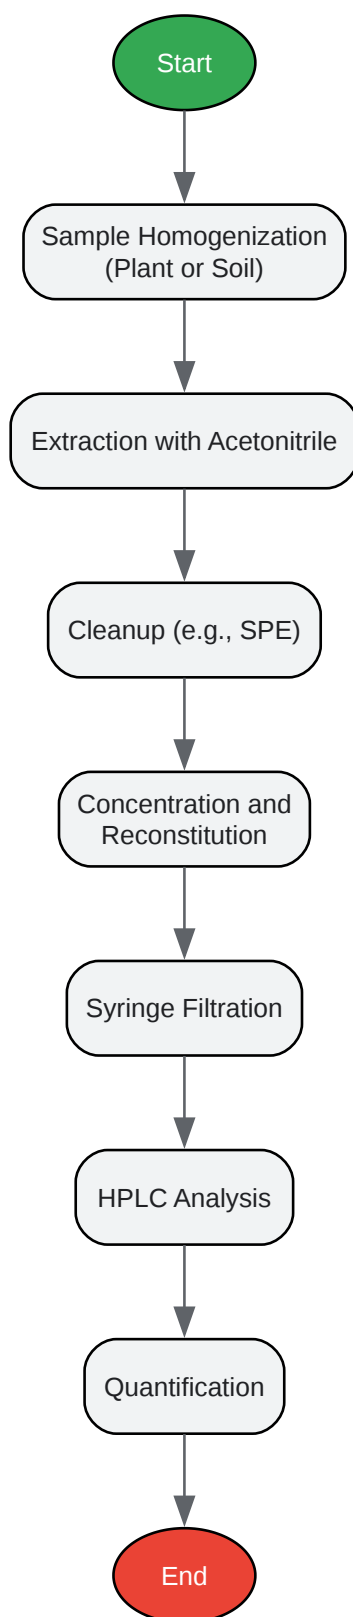 Start
Sample Homogenization
(Plant or Soil)
Extraction with Acetonitrile
Cleanup (e.g., SPE)
Concentration and
Reconstitution
Syringe Filtration
HPLC Analysis
Quantification
End